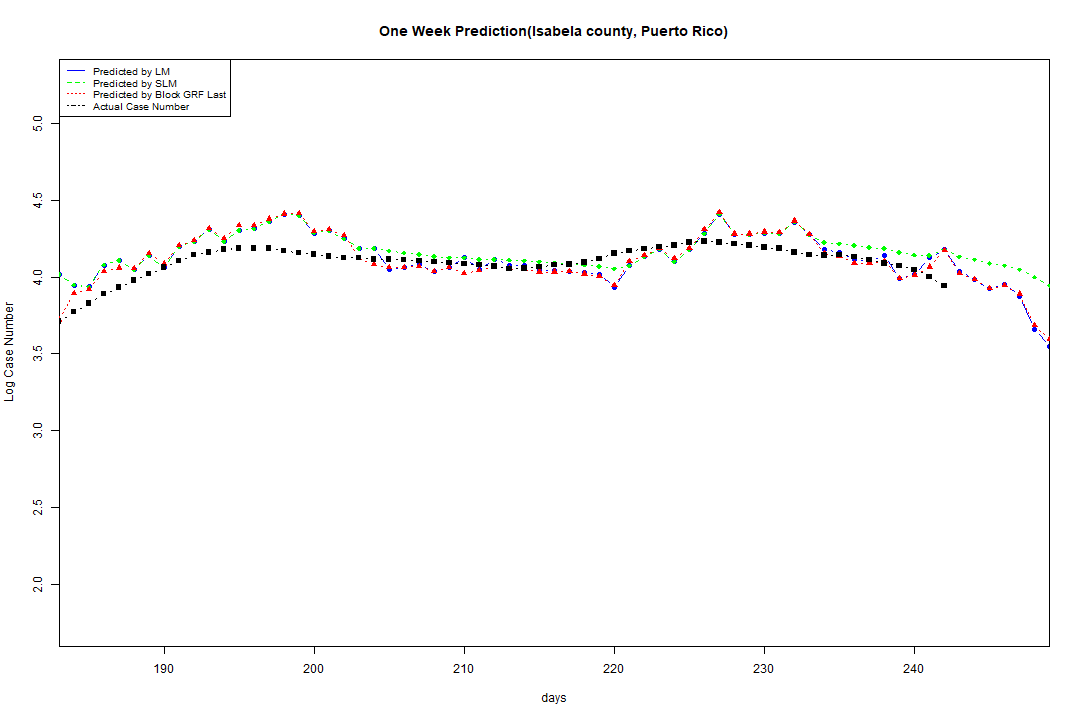 One Week Prediction(Isabela county, Puerto Rico)
Predicted by LM
Predicted by SLM
Predicted by Block GRF Last
Actual Case Number
5.0
4.5
4.0
3.5
3.0
2.5
2.0
Log Case Number
190 200 210 220 230 240
days